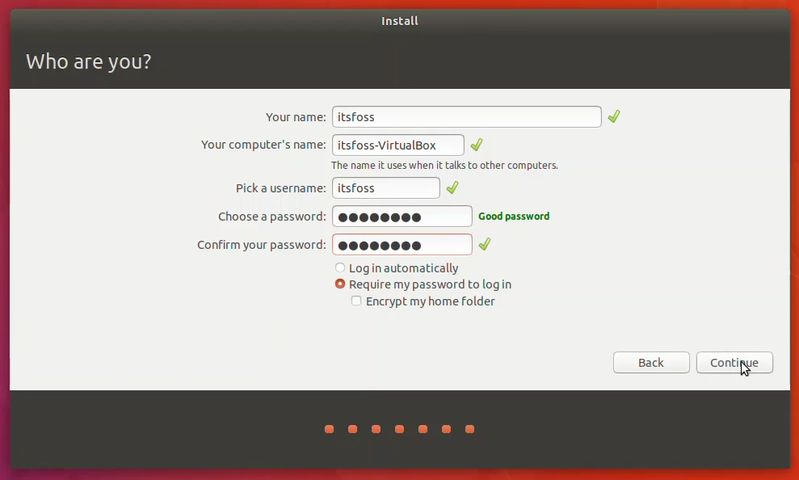 Install
Who are you?
Your name: itsfoss
Your computer's name: itsfoss-VirtualBox
The name it uses when it talks to other computers.
Pick a username: itsfoss
Choose a password: ●●●●●●●● Good password
Confirm your password: ●●●●●●●●
Log in automatically
Require my password to log in
Encrypt my home folder
Back Continue